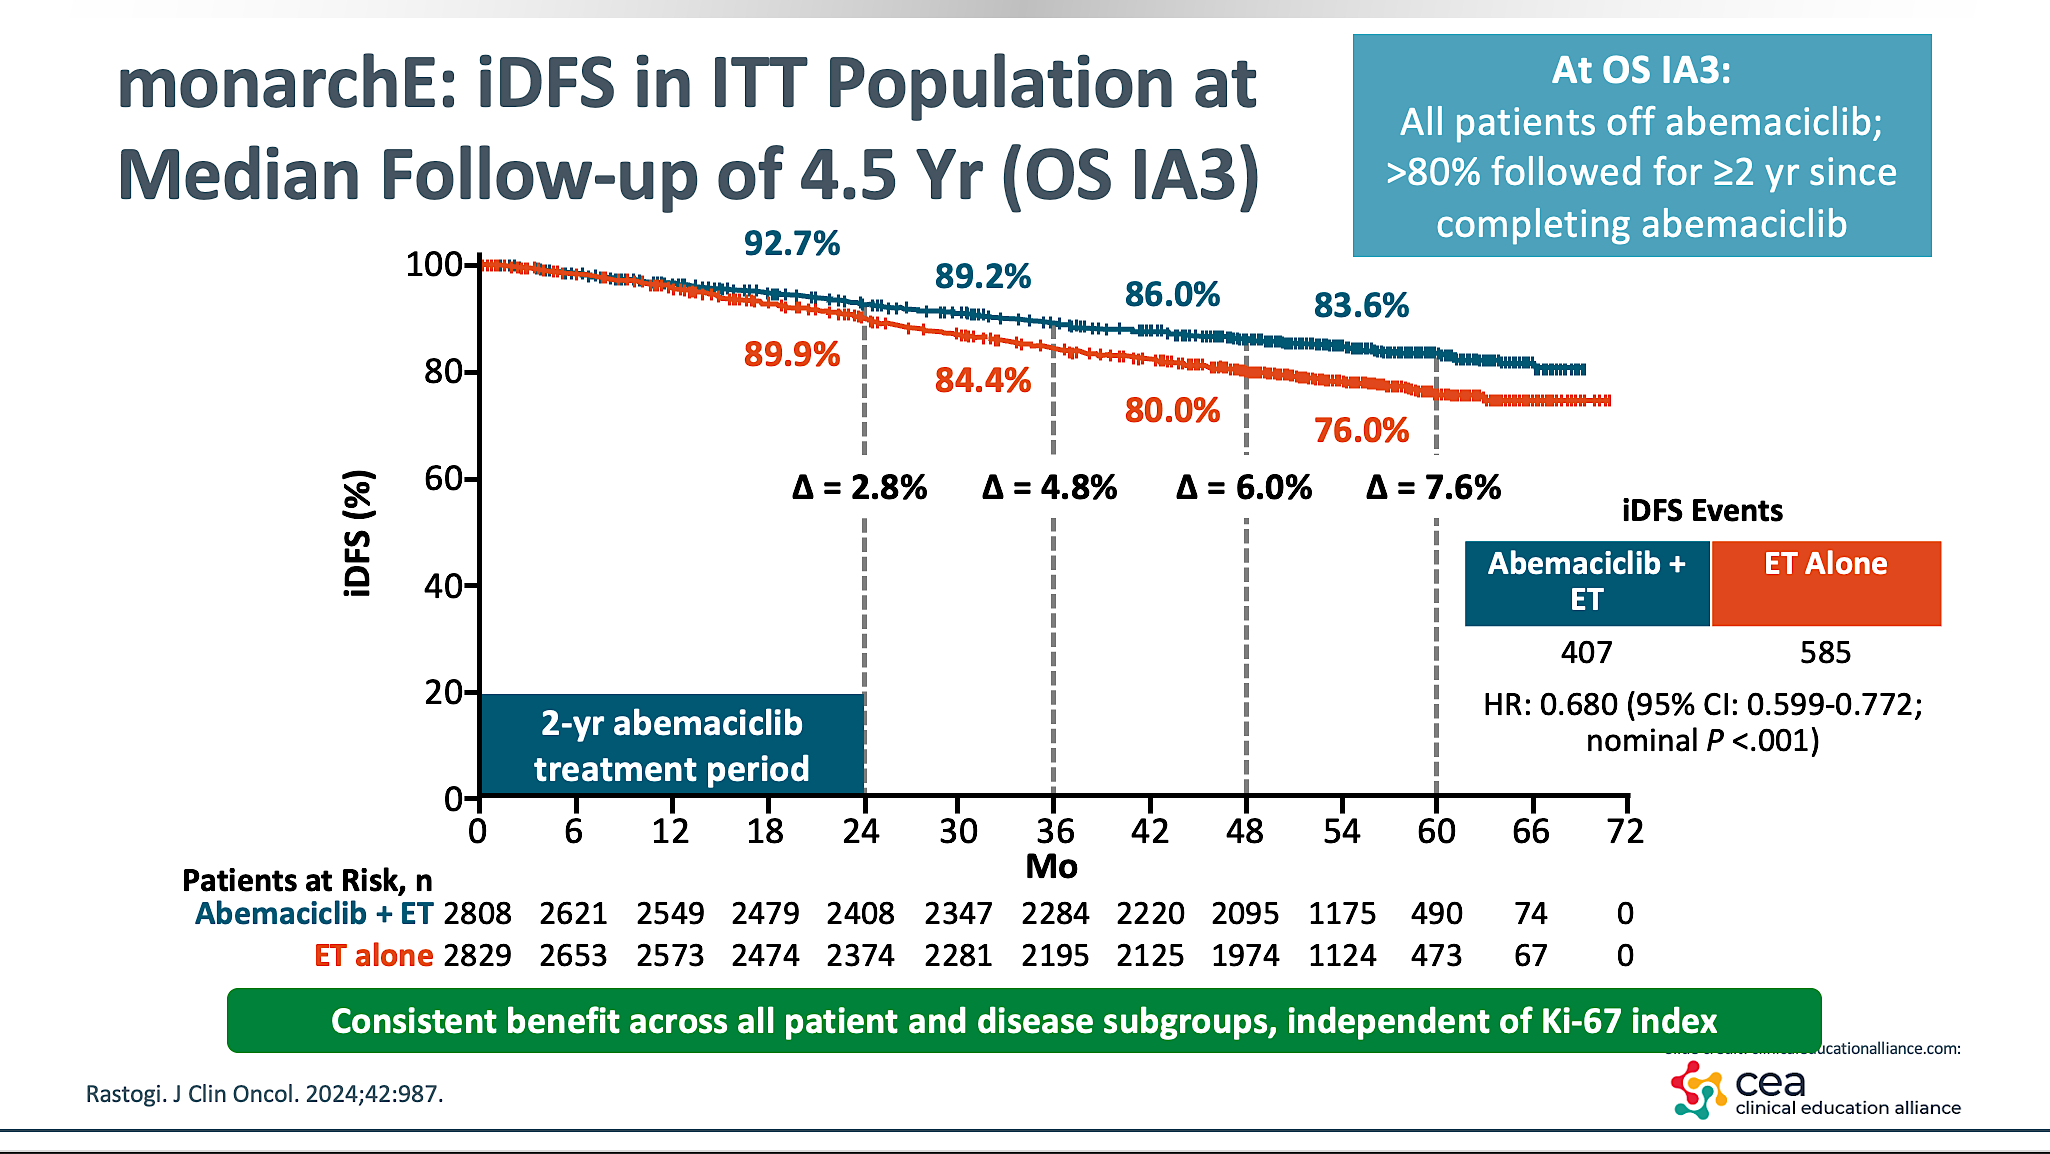 monarchE: iDFS in ITT Population at
Median Follow-up of 4.5 Yr (OS IA3)
At OS IA3:
All patients off abemaciclib;
>80% followed for ≥2 yr since
completing abemaciclib
iDFS (%)
100
80
60
40
20
0
92.7%
89.2%
86.0%
83.6%
89.9%
84.4%
80.0%
76.0%
Δ = 2.8%
Δ = 4.8%
Δ = 6.0%
Δ = 7.6%
2-yr abemaciclib
treatment period
iDFS Events
Abemaciclib +
ET
ET Alone
407
585
HR: 0.680 (95% CI: 0.599-0.772;
nominal P <.001)
0 6 12 18 24 30 36 42 48 54 60 66 72
Mo
Patients at Risk, n
Abemaciclib + ET 2808 2621 2549 2479 2408 2347 2284 2220 2095 1175 490 74 0
ET alone 2829 2653 2573 2474 2374 2281 2195 2125 1974 1124 473 67 0
Consistent benefit across all patient and disease subgroups, independent of Ki-67 index
Rastogi. J Clin Oncol. 2024;42:987.
cea
clinical education alliance